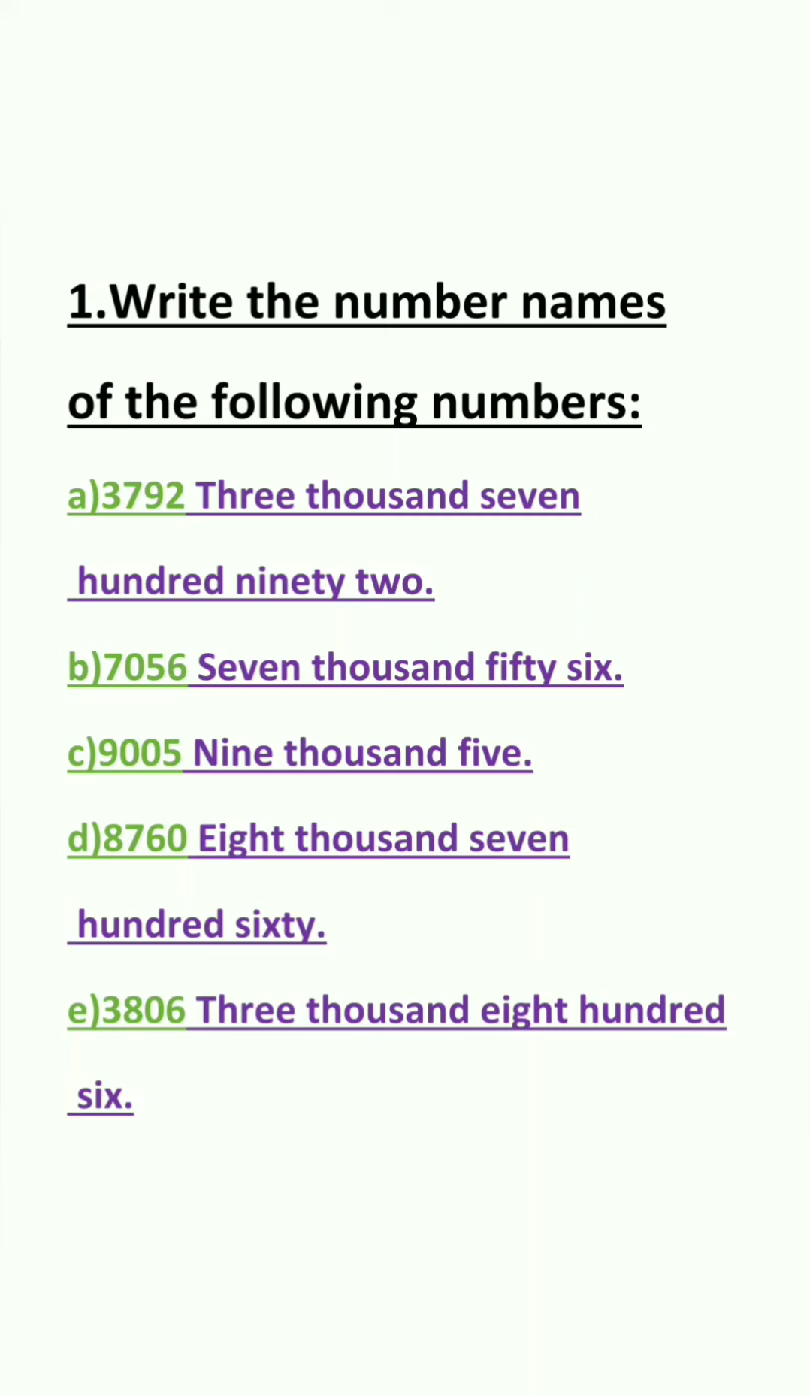 1.Write the number names
of the following numbers:
a)3792 Three thousand seven
hundred ninety two.
b)7056 Seven thousand fifty six.
c)9005 Nine thousand five.
d)8760 Eight thousand seven
hundred sixty.
e)3806 Three thousand eight hundred
six.